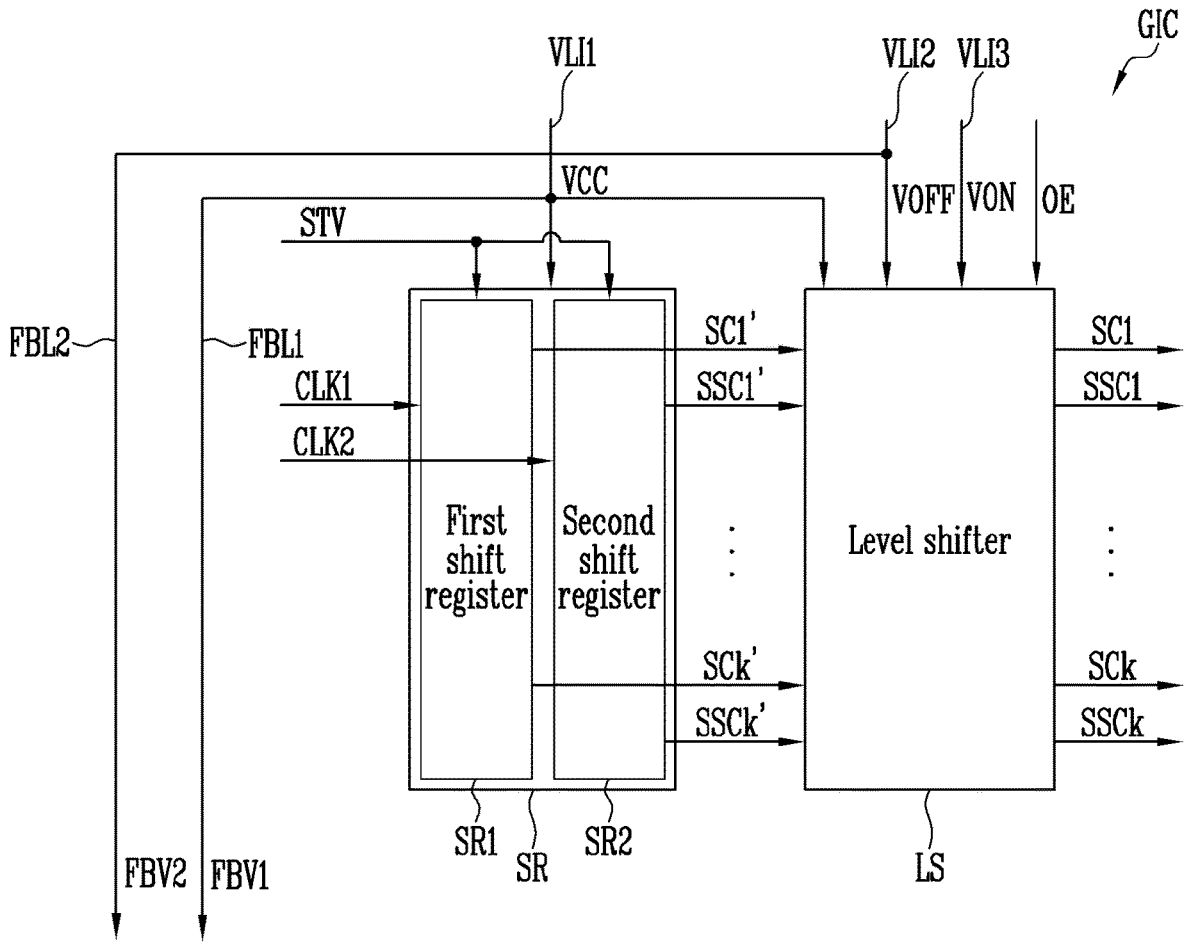 GIC
VLI1
VLI2
VLI3
VCC
VOFF
VON
OE
STV
FBL2
FBL1
SC1'
SC1
CLK1
SSC1'
SSC1
CLK2
First
shift
register
Second
shift
register
Level shifter
SCk'
SCk
SSCk'
SSCk
SR1
SR
SR2
LS
FBV2
FBV1